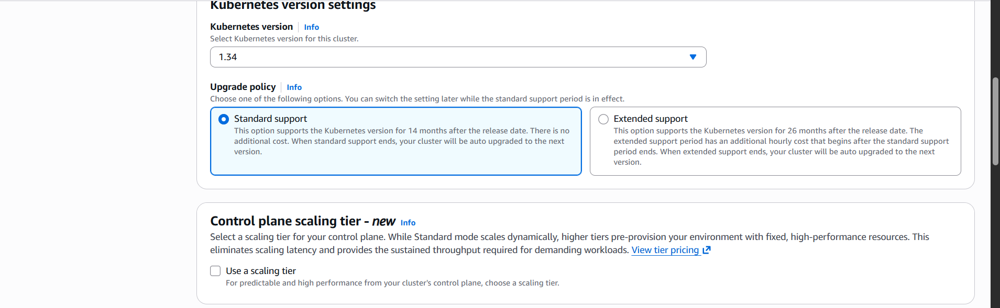 Kubernetes version settings
Kubernetes version Info
Select Kubernetes version for this cluster.
1.34
Upgrade policy Info
Choose one of the following options. You can switch the setting later while the standard support period is in effect.
Standard support
This option supports the Kubernetes version for 14 months after the release date. There is no
additional cost. When standard support ends, your cluster will be auto upgraded to the next
version.
Extended support
This option supports the Kubernetes version for 26 months after the release date. The
extended support period has an additional hourly cost that begins after the standard support
period ends. When extended support ends, your cluster will be auto upgraded to the next
version.
Control plane scaling tier - new Info
Select a scaling tier for your control plane. While Standard mode scales dynamically, higher tiers pre-provision your environment with fixed, high-performance resources. This
eliminates scaling latency and provides the sustained throughput required for demanding workloads. View tier pricing
Use a scaling tier
For predictable and high performance from your cluster's control plane, choose a scaling tier.